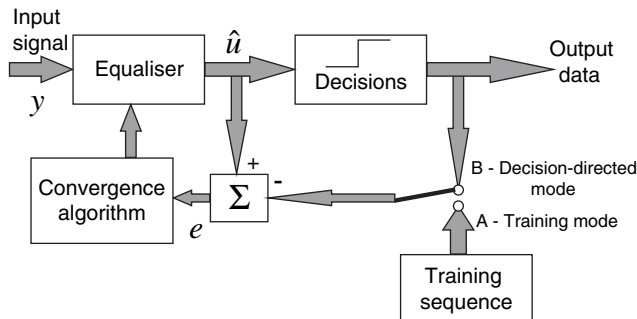 Input
signal
y
Equaliser
û
Decisions
Output
data
Convergence
algorithm
e
Σ
+
-
B - Decision-directed
mode
A - Training mode
Training
sequence